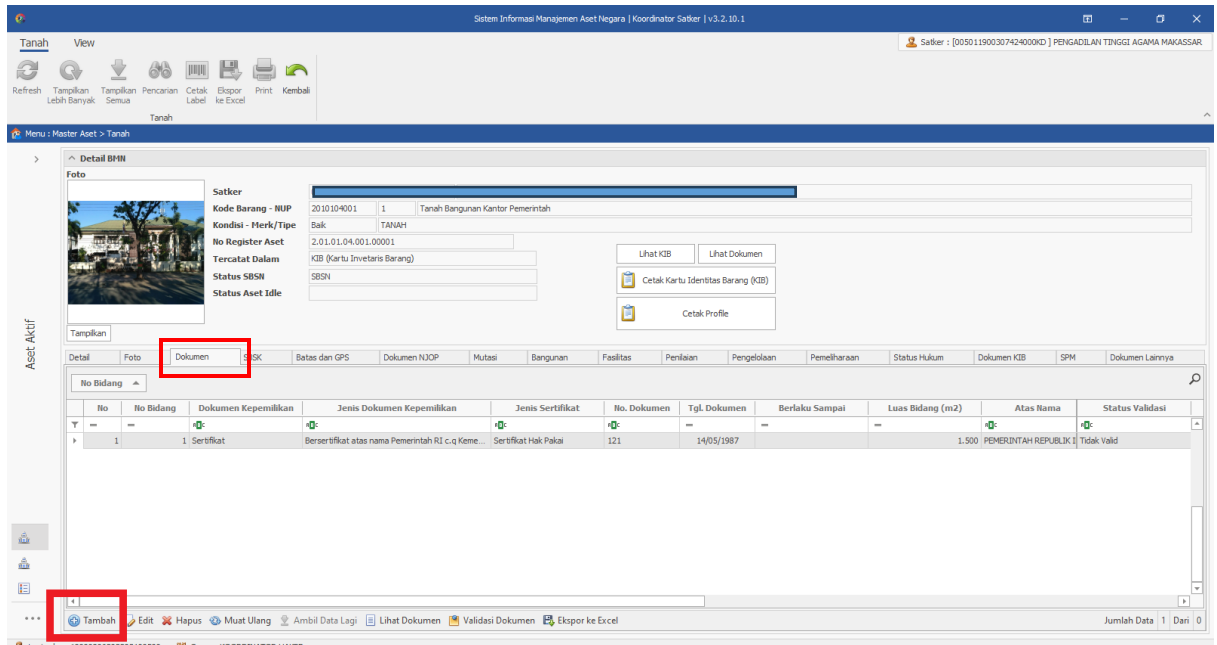 Sistem Informasi Manajemen Aset Negara | Koordinator Satker | v3.2.10.1
Tanah View
Satker : [005011900307424000KD ] PENGADILAN TINGGI AGAMA MAKASSAR
Refresh Tampilkan Lebih Banyak Tampilkan Semua Pencarian Cetak Label Ekspor ke Excel Print Kembali
Tanah
Menu : Master Aset > Tanah
Detail BMN
Foto
Satker
Kode Barang - NUP 2010104001 1 Tanah Bangunan Kantor Pemerintah
Kondisi - Merk/Tipe Baik TANAH
No Register Aset 2.01.01.04.001.00001
Tercatat Dalam KIB (Kartu Invetaris Barang)
Status SBSN SBSN
Status Aset Idle
Lihat KIB Lihat Dokumen
Cetak Kartu Identitas Barang (KIB)
Cetak Profile
Tampilkan
Aset Aktif
Detail Foto Dokumen SBSK Batas dan GPS Dokumen NJOP Mutasi Bangunan Fasilitas Penilaian Pengelolaan Pemeliharaan Status Hukum Dokumen KIB SPM Dokumen Lainnya
No Bidang
No No Bidang Dokumen Kepemilikan Jenis Dokumen Kepemilikan Jenis Sertifikat No. Dokumen Tgl. Dokumen Berlaku Sampai Luas Bidang (m2) Atas Nama Status Validasi
1 1 Sertifikat Bersertifikat atas nama Pemerintah RI c.q Keme... Sertifikat Hak Pakai 121 14/05/1987 1.500 PEMERINTAH REPUBLIK I Tidak Valid
Tambah Edit Hapus Muat Ulang Ambil Data Lagi Lihat Dokumen Validasi Dokumen Ekspor ke Excel Jumlah Data 1 Dari 0